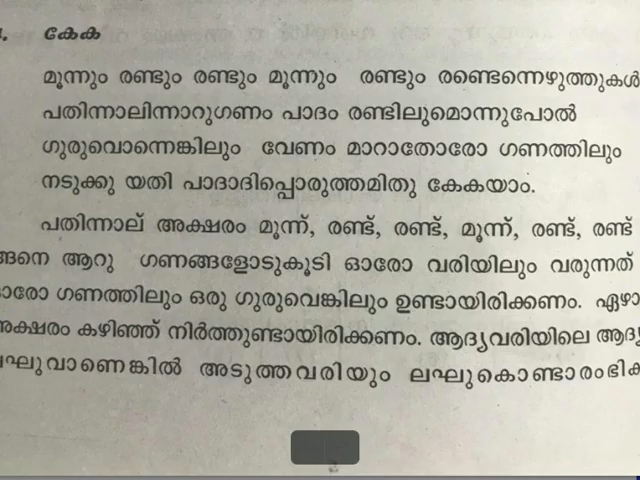 കേക
മൂന്നും രണ്ടും രണ്ടും മൂന്നും രണ്ടും രണ്ടെന്നെഴുത്തുകൾ
പതിന്നാലിന്നാറുഗണം പാദം രണ്ടിലുമൊന്നുപോൽ
ഗുരുവൊന്നെങ്കിലും വേണം മാറാതോരോ ഗണത്തിലും
നടുക്കു യതി പാദാദിപ്പൊരുത്തമിതു കേകയാം.
പതിന്നാല് അക്ഷരം മൂന്ന്, രണ്ട്, രണ്ട്, മൂന്ന്, രണ്ട്, രണ്ട്
ങ്ങനെ ആറു ഗണങ്ങളോടുകൂടി ഓരോ വരിയിലും വരുന്നത്
ാരോ ഗണത്തിലും ഒരു ഗുരുവെങ്കിലും ഉണ്ടായിരിക്കണം. ഏഴാ
അക്ഷരം കഴിഞ്ഞ് നിർത്തുണ്ടായിരിക്കണം. ആദ്യവരിയിലെ ആദ്യ
ലഘുവാണെങ്കിൽ അടുത്തവരിയും ലഘുകൊണ്ടാരംഭിക